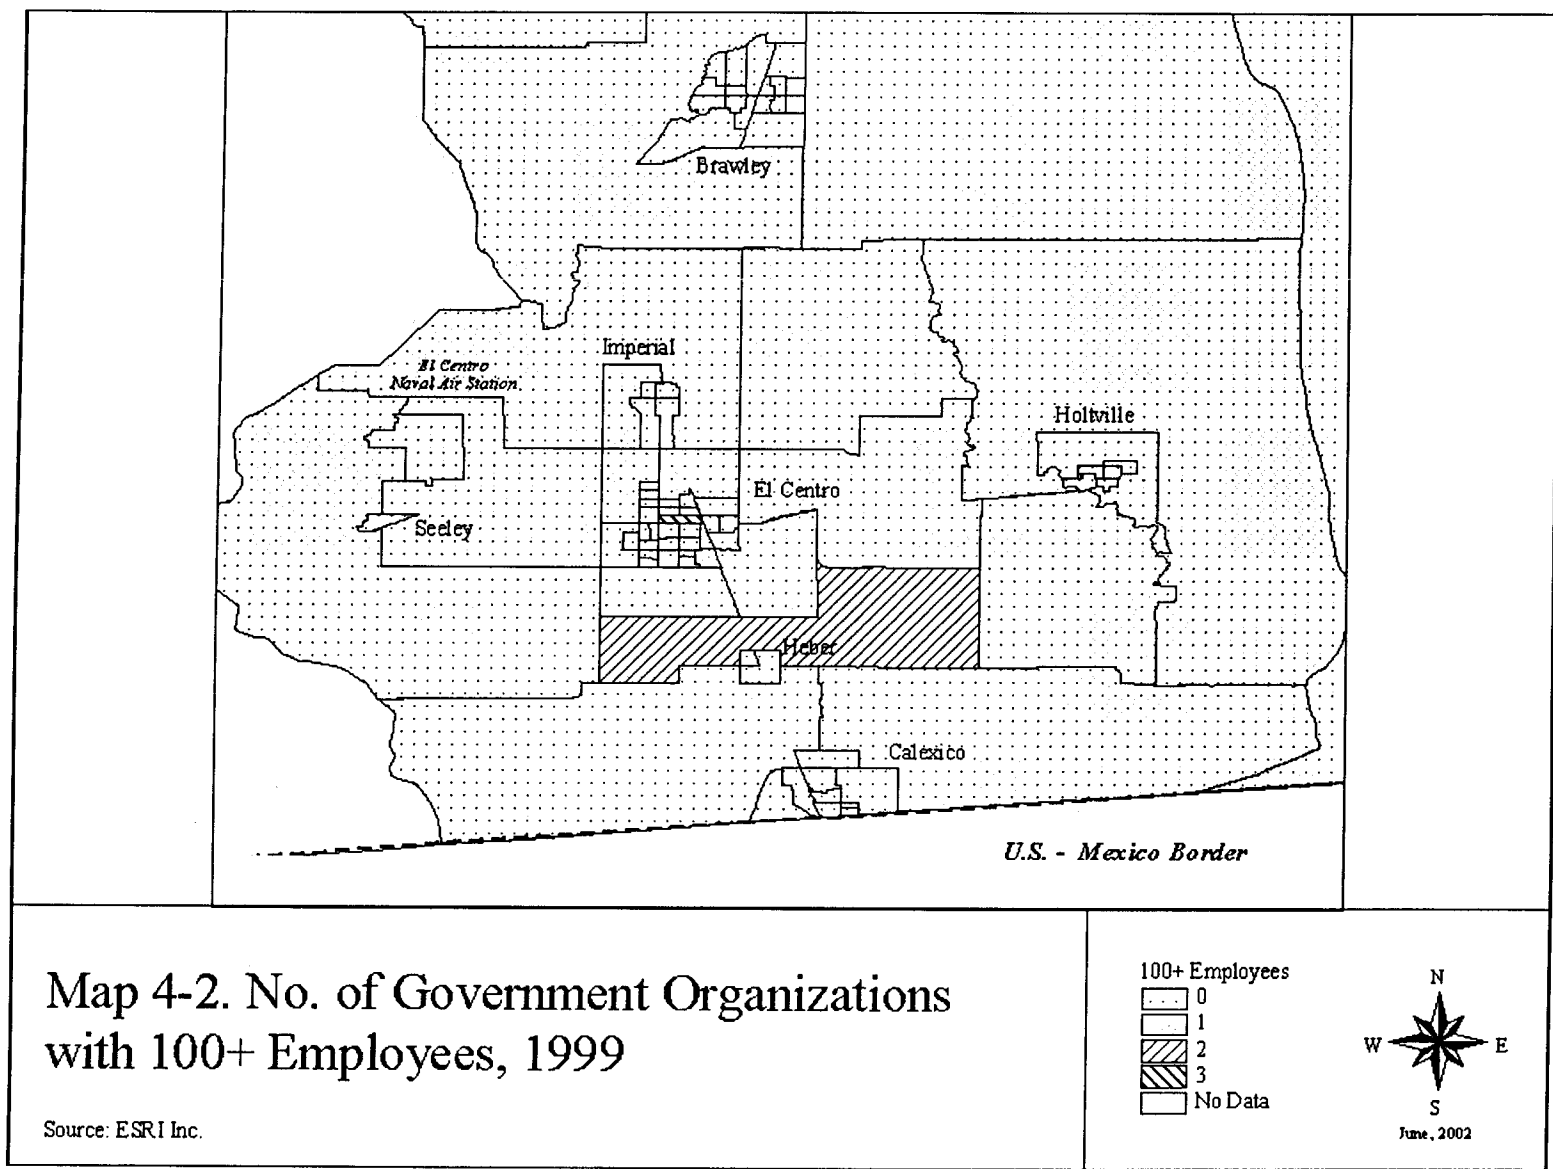 Brawley
Imperial
El Centro
Naval Air Station
Holtville
El Centro
Seeley
Heber
Calexico
U.S. - Mexico Border
Map 4-2. No. of Government Organizations
with 100+ Employees, 1999
Source: ESRI Inc.
100+ Employees
0
1
2
3
No Data
N
W
E
S
June, 2002